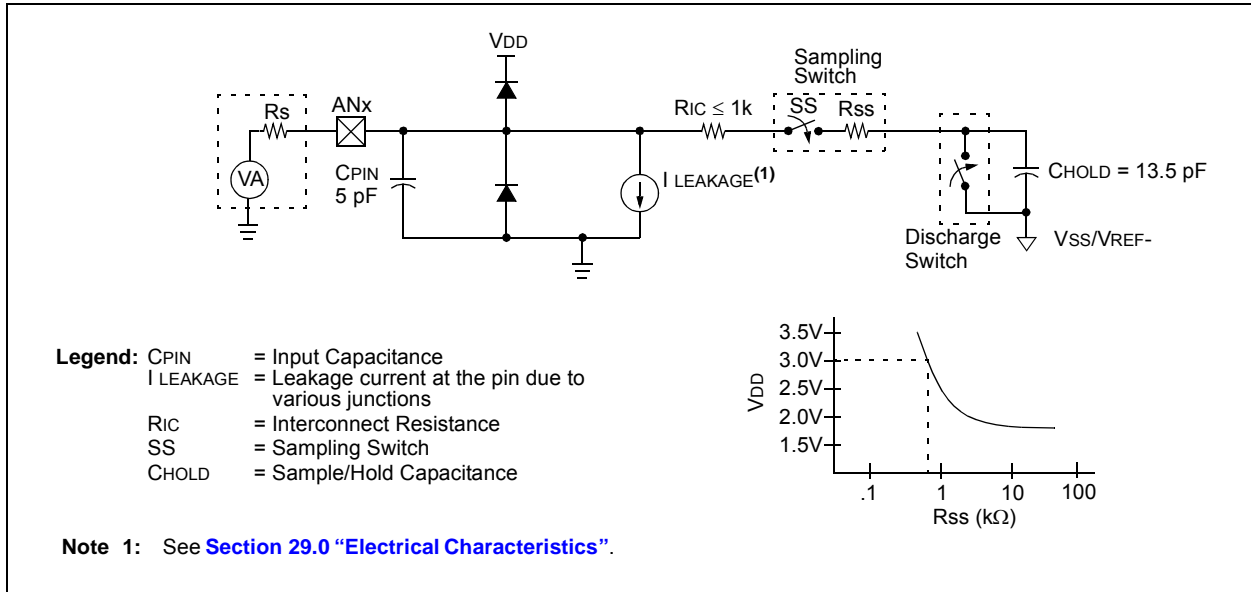 VDD
Sampling
Switch
Rs
ANx
RIC ≤ 1k
SS
Rss
VA
CPIN
5 pF
I LEAKAGE(1)
CHOLD = 13.5 pF
Discharge
Switch
VSS/VREF-
Legend: CPIN = Input Capacitance
I LEAKAGE = Leakage current at the pin due to
various junctions
RIC = Interconnect Resistance
SS = Sampling Switch
CHOLD = Sample/Hold Capacitance
VDD
3.5V
3.0V
2.5V
2.0V
1.5V
.1 1 10 100
Rss (kΩ)
Note 1: See Section 29.0 “Electrical Characteristics”.